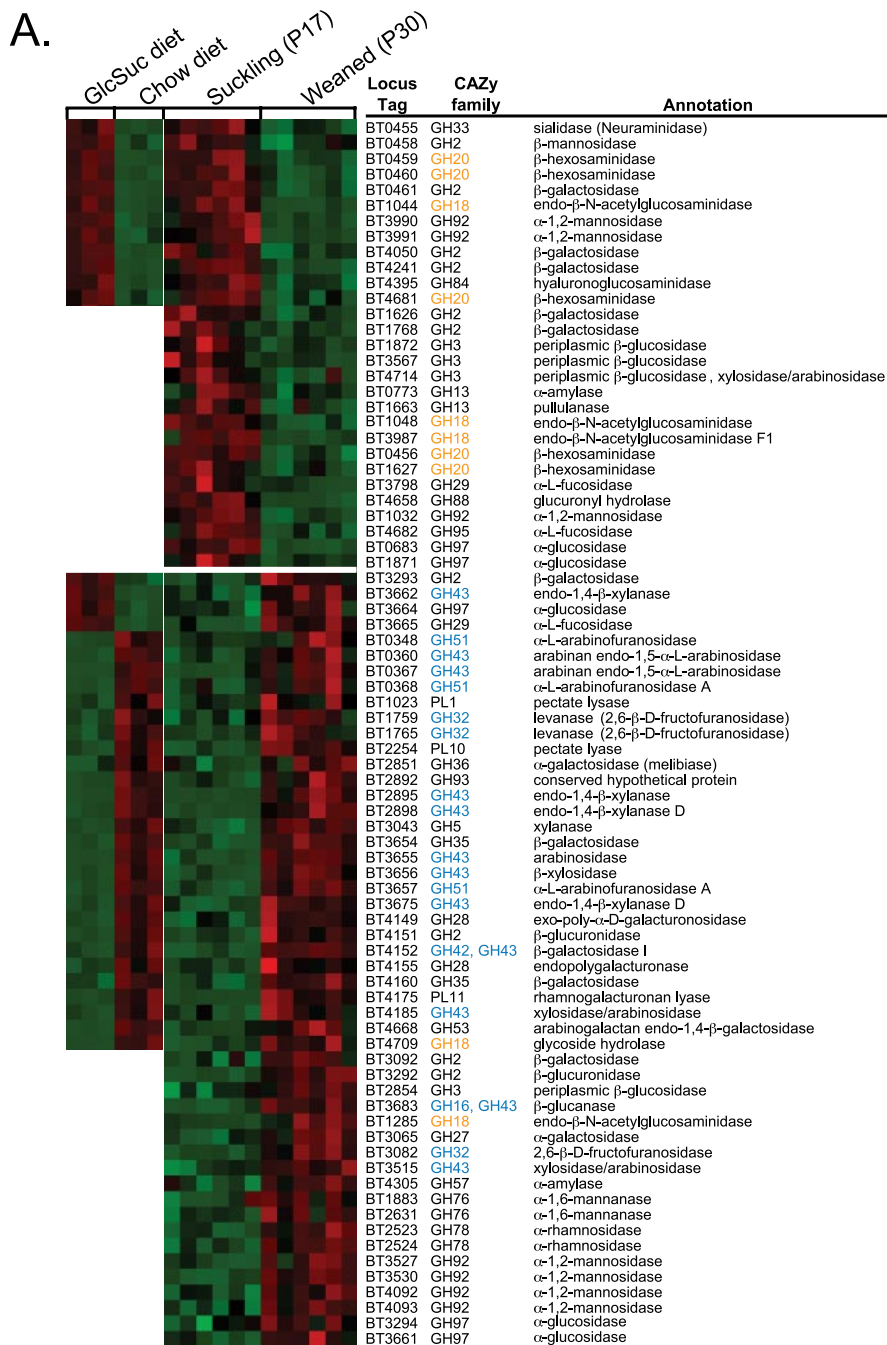 A.
GlcSuc diet
Chow diet
Suckling (P17)
Weaned (P30)
Locus Tag CAZy family Annotation
BT0455 GH33 sialidase (Neuraminidase)
BT0458 GH2 β-mannosidase
BT0459 GH20 β-hexosaminidase
BT0460 GH20 β-hexosaminidase
BT0461 GH2 β-galactosidase
BT1044 GH18 endo-β-N-acetylglucosaminidase
BT3990 GH92 α-1,2-mannosidase
BT3991 GH92 α-1,2-mannosidase
BT4050 GH2 β-galactosidase
BT4241 GH2 β-galactosidase
BT4395 GH84 hyaluronoglucosaminidase
BT4681 GH20 β-hexosaminidase
BT1626 GH2 β-galactosidase
BT1768 GH2 β-galactosidase
BT1872 GH3 periplasmic β-glucosidase
BT3567 GH3 periplasmic β-glucosidase
BT4714 GH3 periplasmic β-glucosidase , xylosidase/arabinosidase
BT0773 GH13 α-amylase
BT1663 GH13 pullulanase
BT1048 GH18 endo-β-N-acetylglucosaminidase
BT3987 GH18 endo-β-N-acetylglucosaminidase F1
BT0456 GH20 β-hexosaminidase
BT1627 GH20 β-hexosaminidase
BT3798 GH29 α-L-fucosidase
BT4658 GH88 glucuronyl hydrolase
BT1032 GH92 α-1,2-mannosidase
BT4682 GH95 α-L-fucosidase
BT0683 GH97 α-glucosidase
BT1871 GH97 α-glucosidase
BT3293 GH2 β-galactosidase
BT3662 GH43 endo-1,4-β-xylanase
BT3664 GH97 α-glucosidase
BT3665 GH29 α-L-fucosidase
BT0348 GH51 α-L-arabinofuranosidase
BT0360 GH43 arabinan endo-1,5-α-L-arabinosidase
BT0367 GH43 arabinan endo-1,5-α-L-arabinosidase
BT0368 GH51 α-L-arabinofuranosidase A
BT1023 PL1 pectate lysase
BT1759 GH32 levanase (2,6-β-D-fructofuranosidase)
BT1765 GH32 levanase (2,6-β-D-fructofuranosidase)
BT2254 PL10 pectate lyase
BT2851 GH36 α-galactosidase (melibiase)
BT2892 GH93 conserved hypothetical protein
BT2895 GH43 endo-1,4-β-xylanase
BT2898 GH43 endo-1,4-β-xylanase D
BT3043 GH5 xylanase
BT3654 GH35 β-galactosidase
BT3655 GH43 arabinosidase
BT3656 GH43 β-xylosidase
BT3657 GH51 α-L-arabinofuranosidase A
BT3675 GH43 endo-1,4-β-xylanase D
BT4149 GH28 exo-poly-α-D-galacturonosidase
BT4151 GH2 β-glucuronidase
BT4152 GH42, GH43 β-galactosidase I
BT4155 GH28 endopolygalacturonase
BT4160 GH35 β-galactosidase
BT4175 PL11 rhamnogalacturonan lyase
BT4185 GH43 xylosidase/arabinosidase
BT4668 GH53 arabinogalactan endo-1,4-β-galactosidase
BT4709 GH18 glycoside hydrolase
BT3092 GH2 β-galactosidase
BT3292 GH2 β-glucuronidase
BT2854 GH3 periplasmic β-glucosidase
BT3683 GH16, GH43 β-glucanase
BT1285 GH18 endo-β-N-acetylglucosaminidase
BT3065 GH27 α-galactosidase
BT3082 GH32 2,6-β-D-fructofuranosidase
BT3515 GH43 xylosidase/arabinosidase
BT4305 GH57 α-amylase
BT1883 GH76 α-1,6-mannanase
BT2631 GH76 α-1,6-mannanase
BT2523 GH78 α-rhamnosidase
BT2524 GH78 α-rhamnosidase
BT3527 GH92 α-1,2-mannosidase
BT3530 GH92 α-1,2-mannosidase
BT4092 GH92 α-1,2-mannosidase
BT4093 GH92 α-1,2-mannosidase
BT3294 GH97 α-glucosidase
BT3661 GH97 α-glucosidase